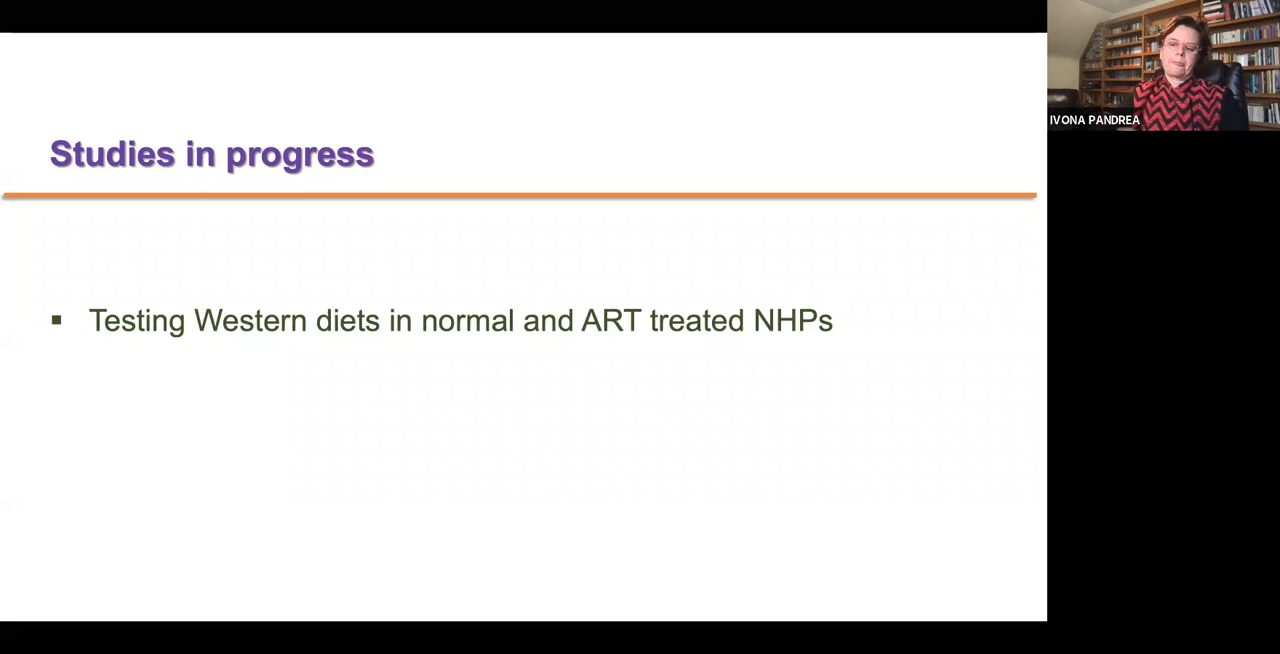 Studies in progress
▪ Testing Western diets in normal and ART treated NHPs
IVONA PANDREA